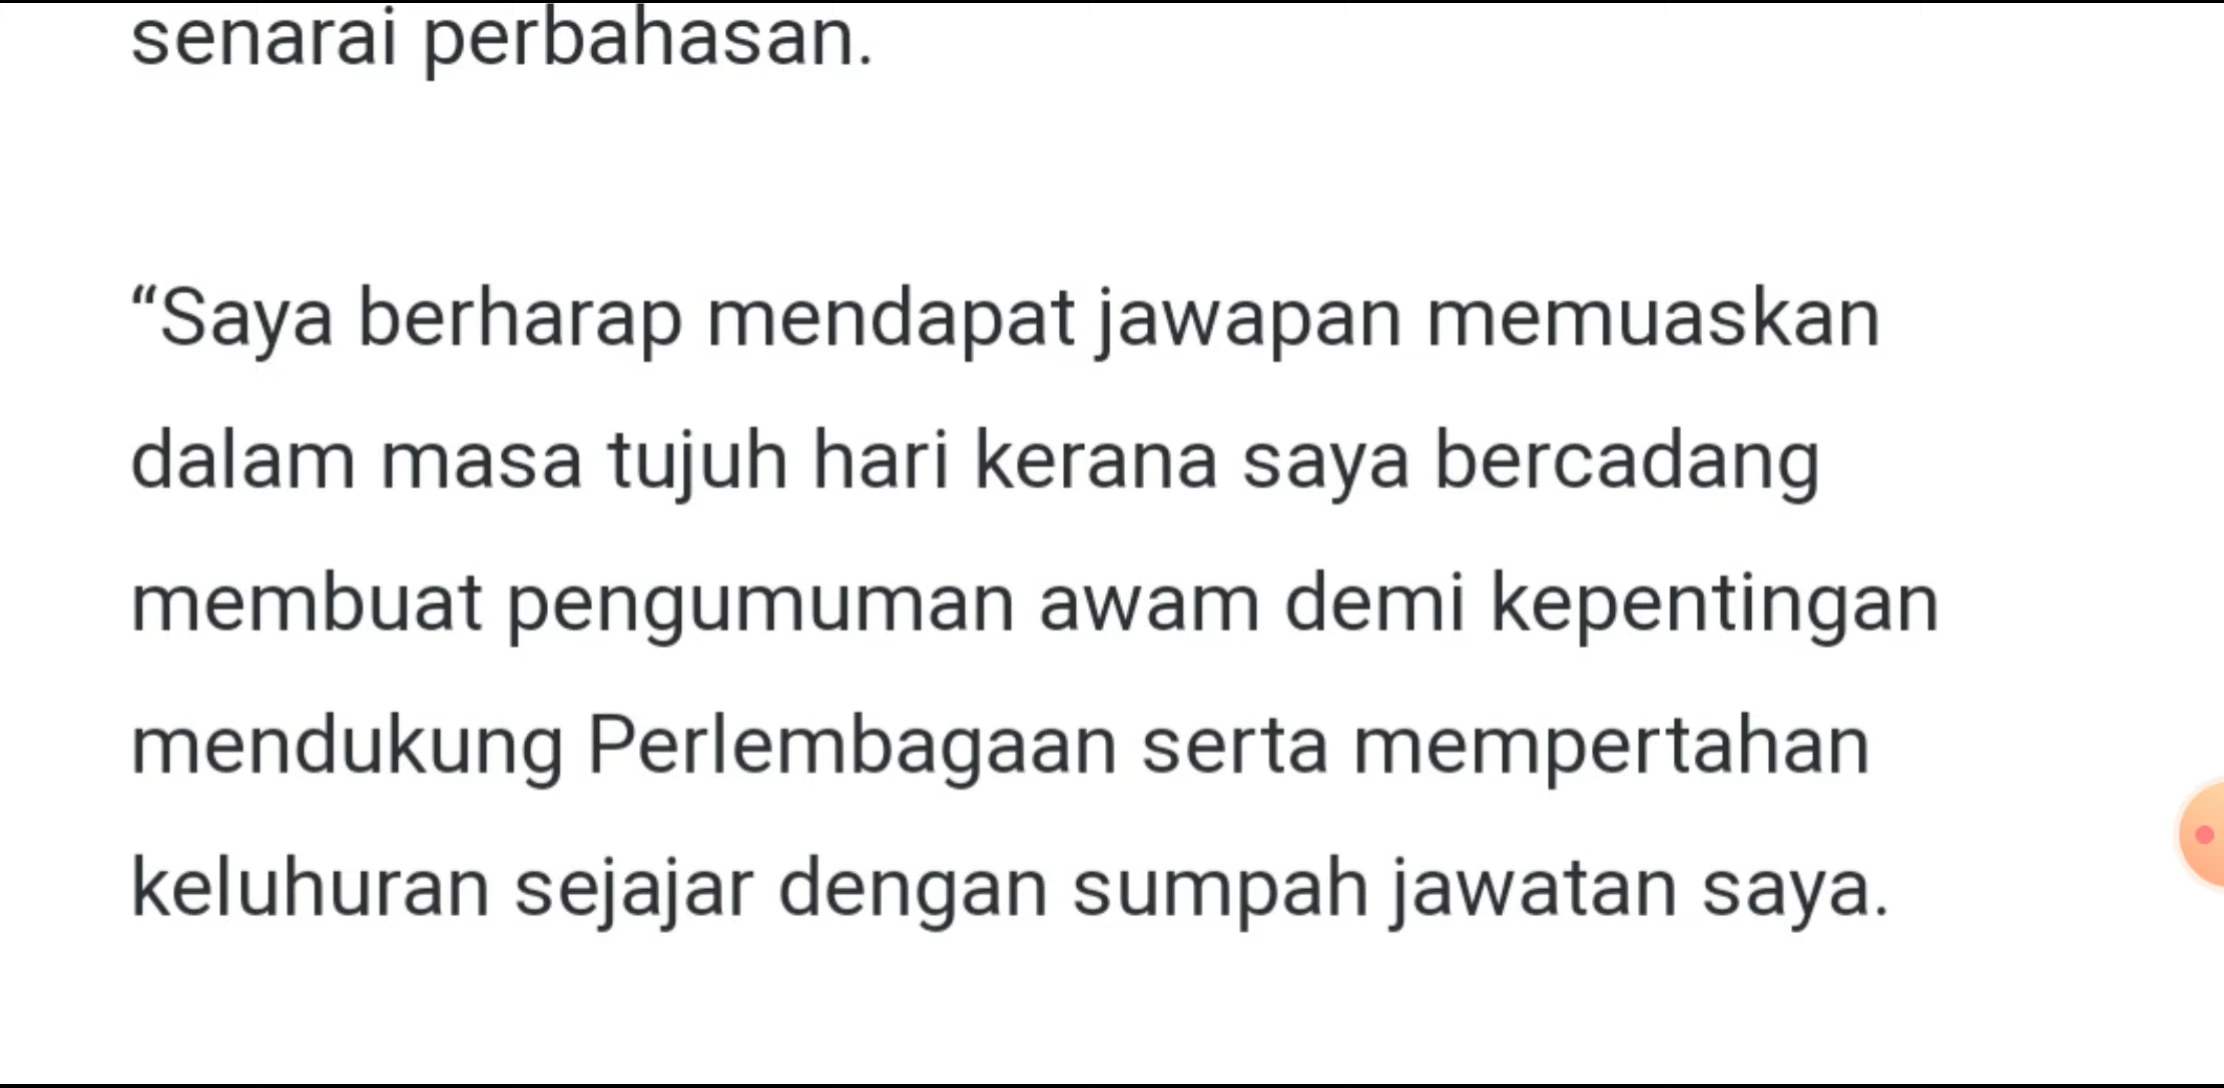 senarai perbahasan.
“Saya berharap mendapat jawapan memuaskan
dalam masa tujuh hari kerana saya bercadang
membuat pengumuman awam demi kepentingan
mendukung Perlembagaan serta mempertahan
keluhuran sejajar dengan sumpah jawatan saya.